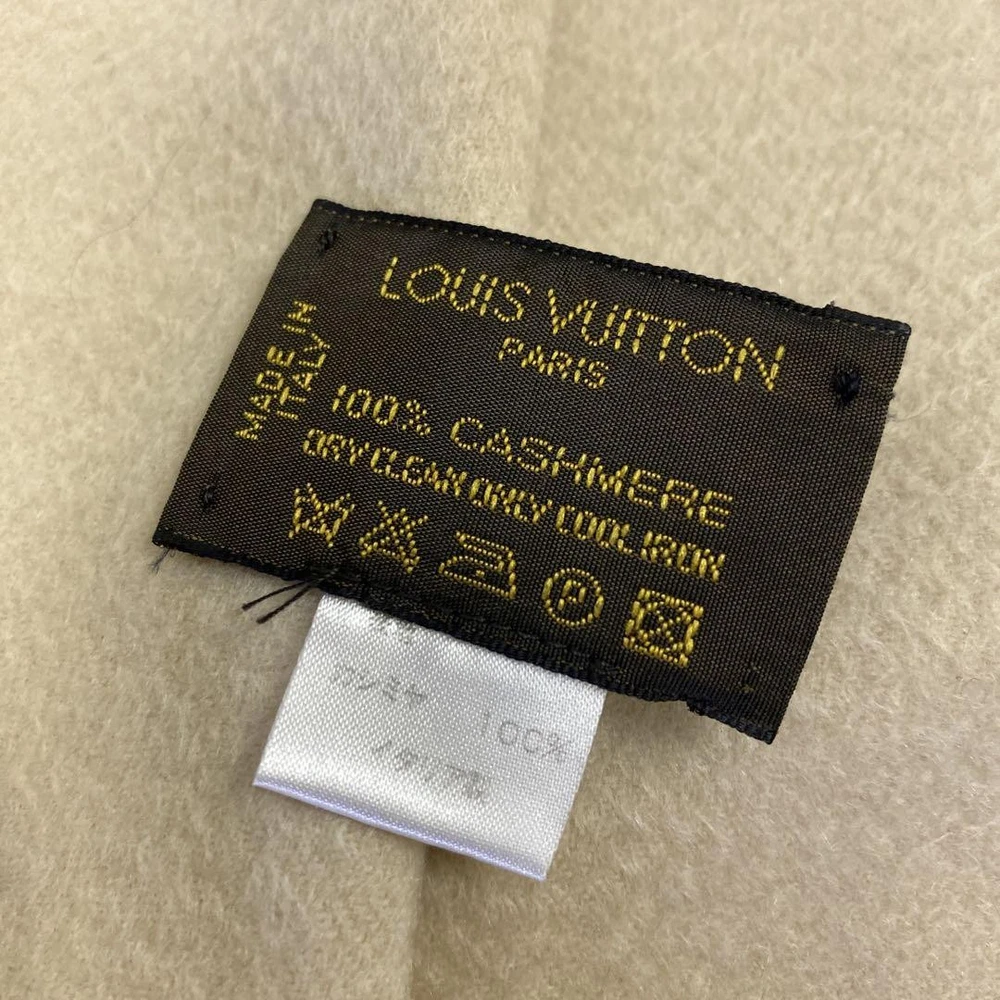 LOUIS VUITTON
PARIS
MADE IN
ITALY
100% CASHMERE
DRY CLEAN ONLY COOL IRON
P
カシミヤ 100%
イタリア製